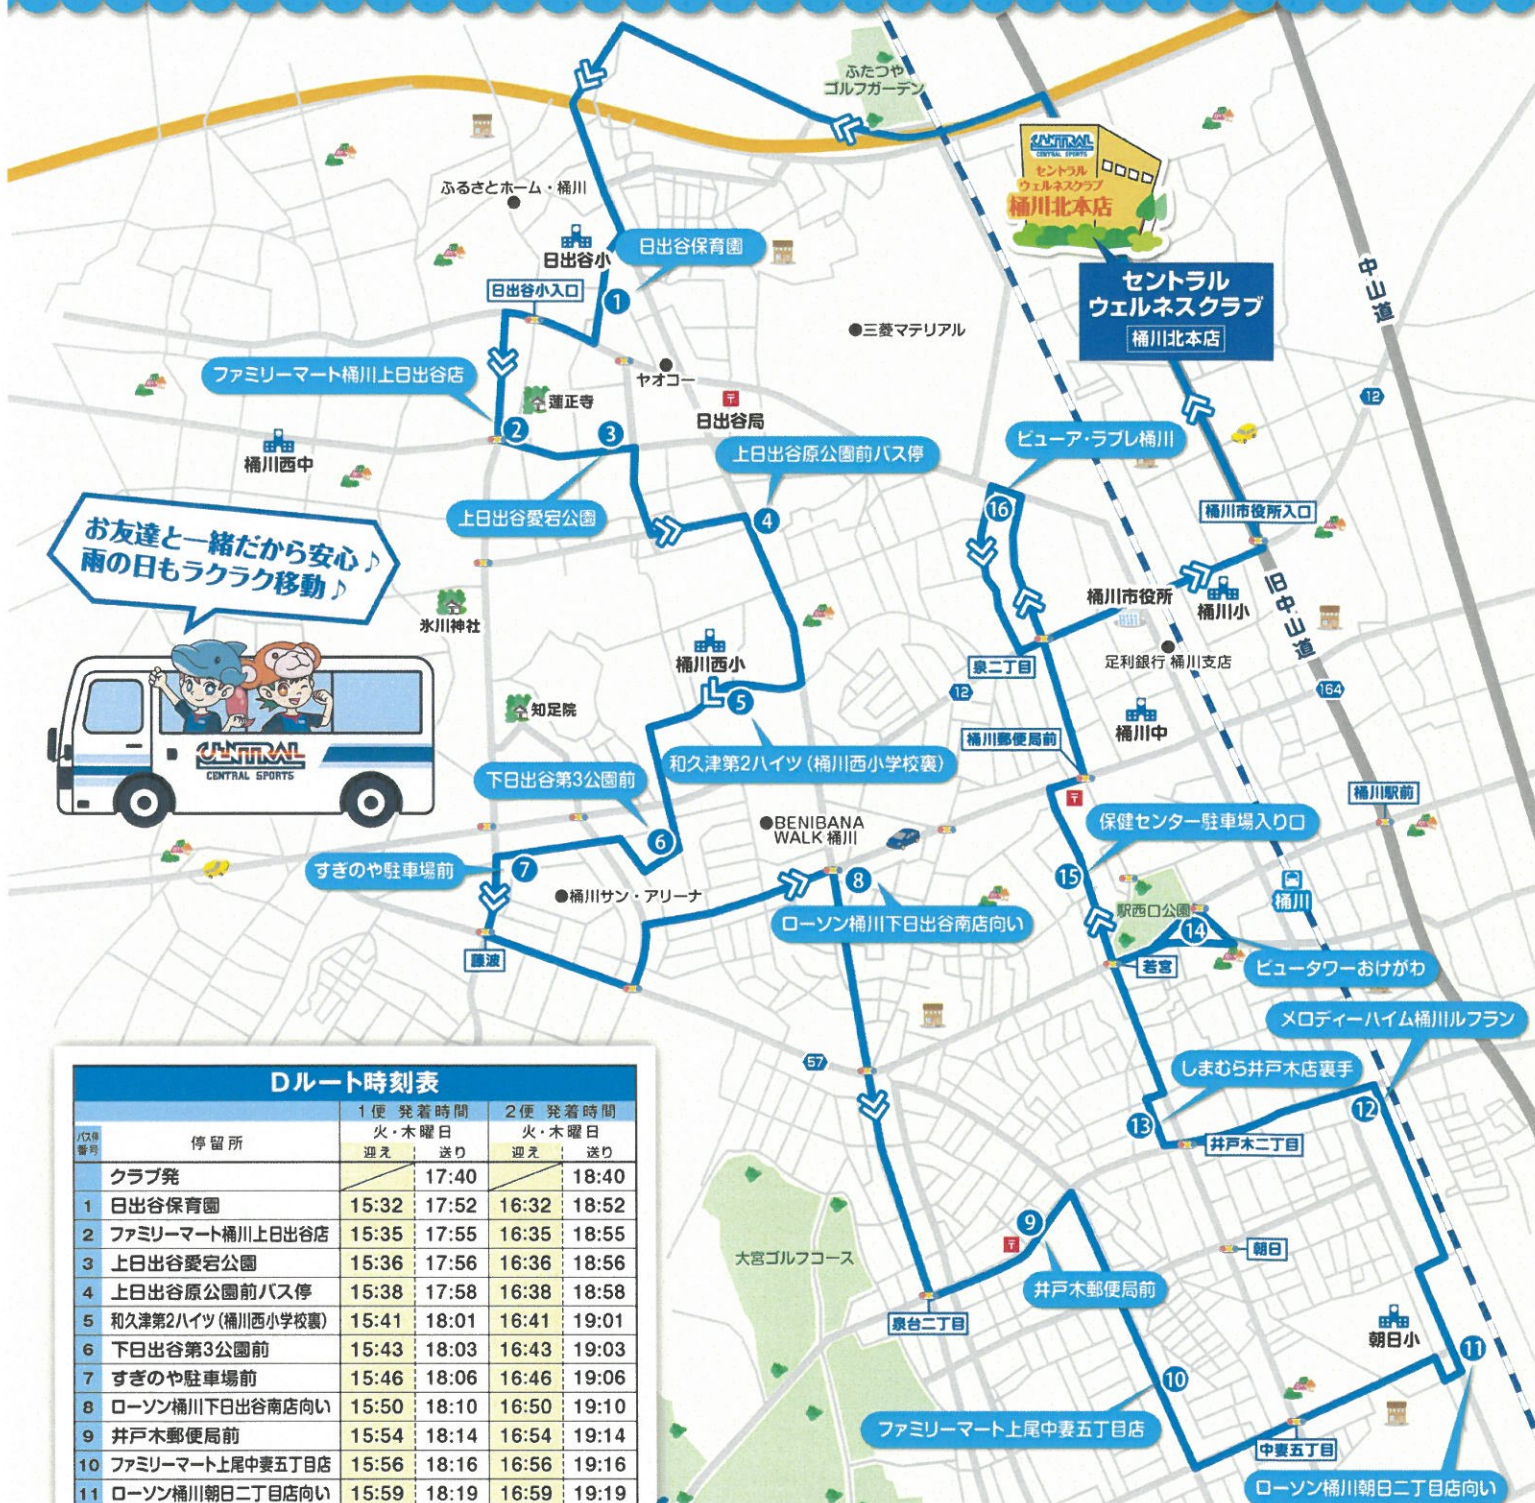 ふたつや
ゴルフガーデン
CENTRAL
CENTRAL SPORTS
セントラル
ウェルネスクラブ
桶川北本店
ふるさとホーム・桶川
日出谷小
日出谷保育園
セントラル
ウェルネスクラブ
桶川北本店
中山道
日出谷小入口
1
三菱マテリアル
ファミリーマート桶川上日出谷店
ヤオコー
12
蓮正寺
日出谷局
2
3
桶川西中
上日出谷原公園前バス停
ピューア・ラブレ桶川
上日出谷愛宕公園
4
16
桶川市役所入口
お友達と一緒だから安心♪
雨の日もラクラク移動♪
旧中山道
桶川市役所
桶川小
氷川神社
桶川西小
泉二丁目
足利銀行 桶川支店
12
164
5
知足院
桶川中
桶川郵便局前
CENTRAL
CENTRAL SPORTS
和久津第2ハイツ(桶川西小学校裏)
下日出谷第3公園前
桶川駅前
BENIBANA
WALK 桶川
保健センター駐車場入り口
6
すぎのや駐車場前
7
8
15
桶川サン・アリーナ
桶川
駅西口公園
ローソン桶川下日出谷南店向い
14
藤波
若宮
ビュータワーおけがわ
メロディーハイム桶川ルフラン
57
しまむら井戸木店裏手
12
13
井戸木二丁目
9
朝日
大宮ゴルフコース
井戸木郵便局前
泉台二丁目
朝日小
11
10
ファミリーマート上尾中妻五丁目店
中妻五丁目
ローソン桶川朝日二丁目店向い
Dルート時刻表
1便 発着時間 2便 発着時間
バス停番号 停留所 火・木曜日 火・木曜日
迎え 送り 迎え 送り
クラブ発 17:40 18:40
1 日出谷保育園 15:32 17:52 16:32 18:52
2 ファミリーマート桶川上日出谷店 15:35 17:55 16:35 18:55
3 上日出谷愛宕公園 15:36 17:56 16:36 18:56
4 上日出谷原公園前バス停 15:38 17:58 16:38 18:58
5 和久津第2ハイツ(桶川西小学校裏) 15:41 18:01 16:41 19:01
6 下日出谷第3公園前 15:43 18:03 16:43 19:03
7 すぎのや駐車場前 15:46 18:06 16:46 19:06
8 ローソン桶川下日出谷南店向い 15:50 18:10 16:50 19:10
9 井戸木郵便局前 15:54 18:14 16:54 19:14
10 ファミリーマート上尾中妻五丁目店 15:56 18:16 16:56 19:16
11 ローソン桶川朝日二丁目店向い 15:59 18:19 16:59 19:19